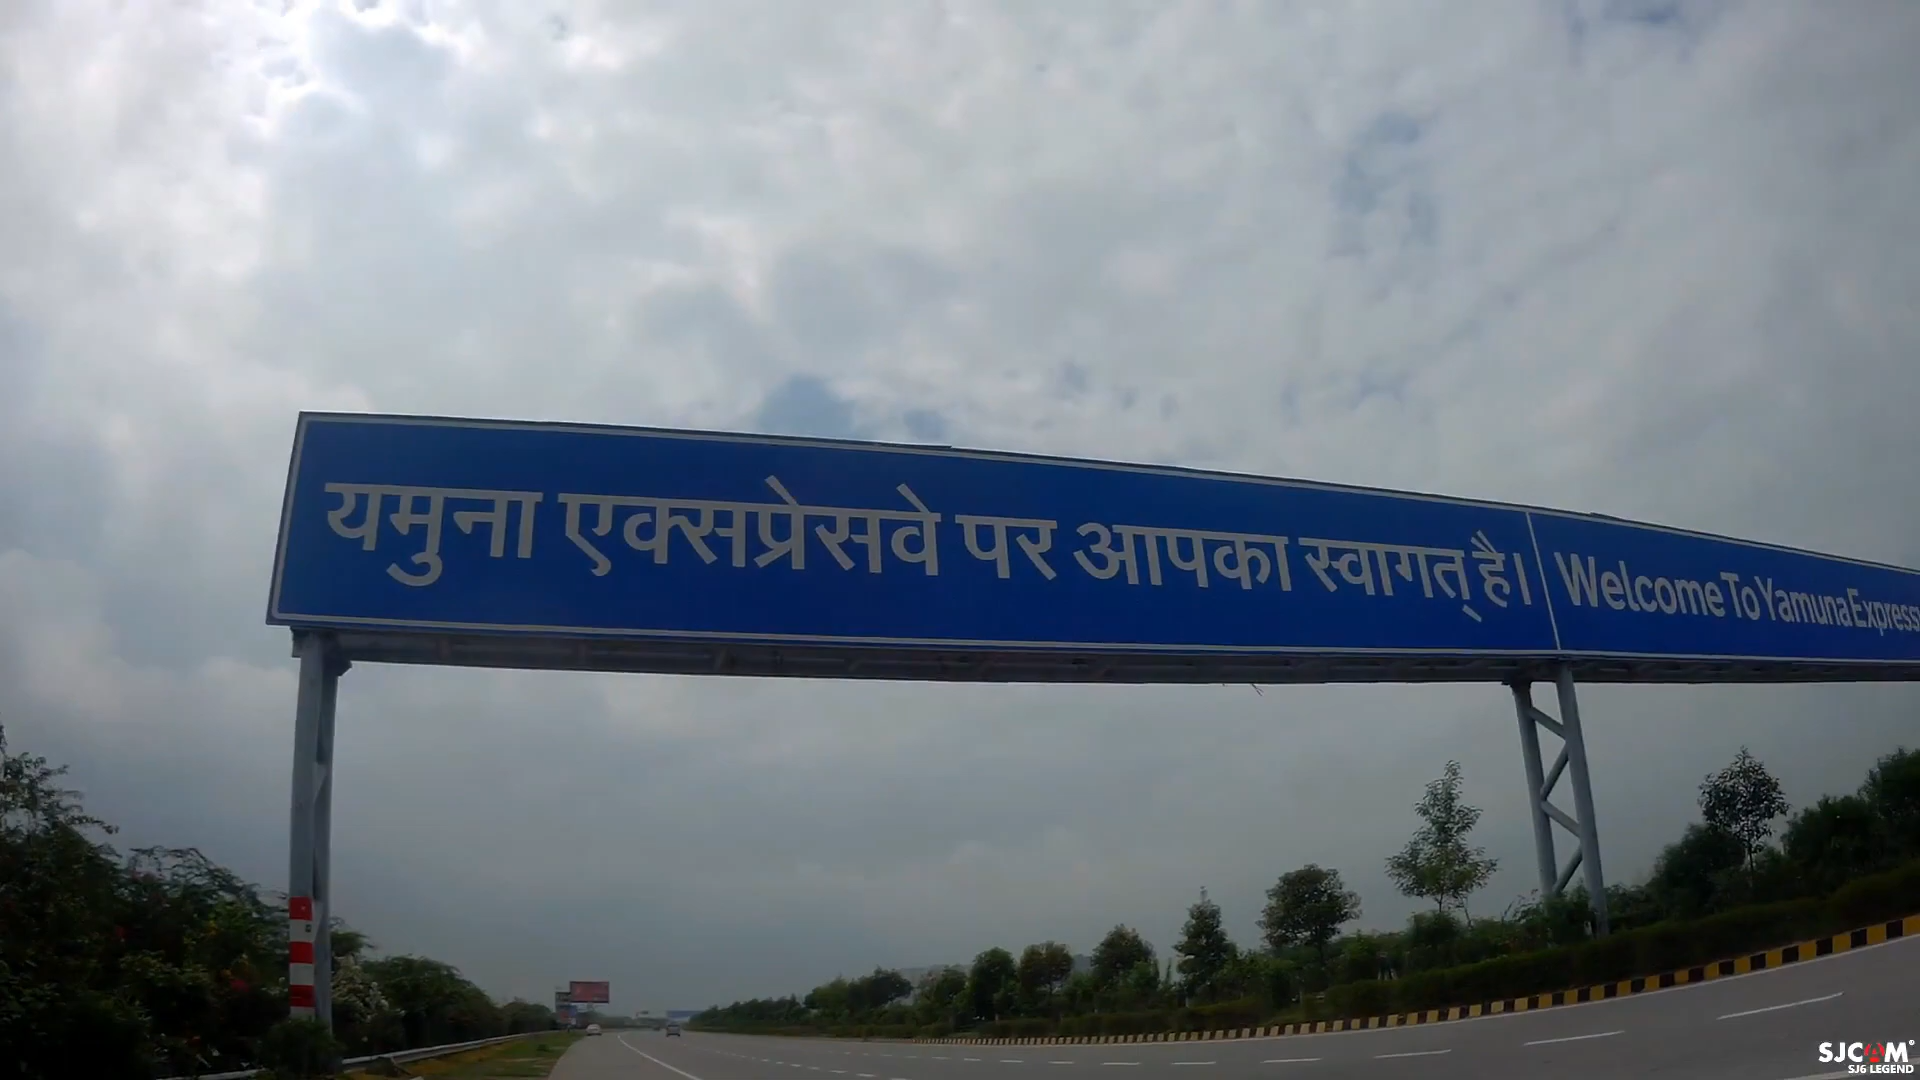 यमुना एक्सप्रेसवे पर आपका स्वागत् है।
Welcome To Yamuna Express
SJCAM
SJ6 LEGEND